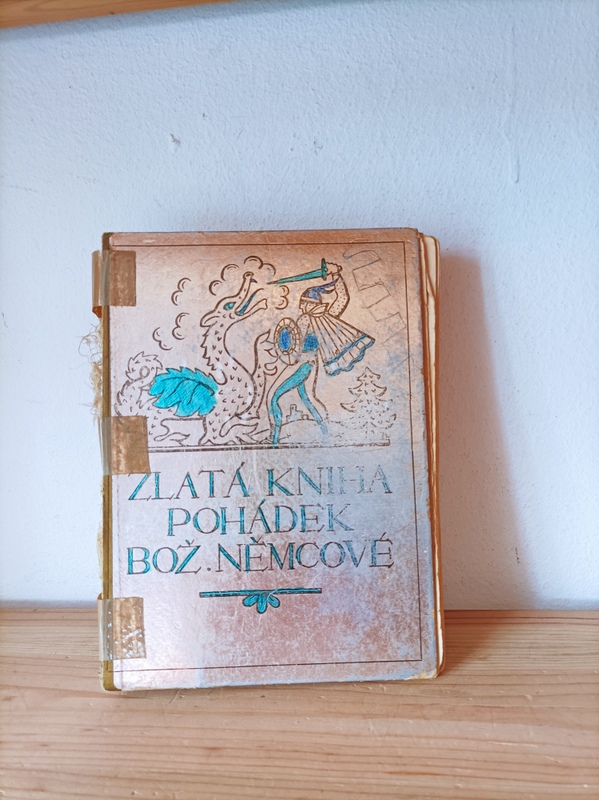 ZLATÁ KNIHA
POHÁDEK
BOŽ. NĚMCOVÉ